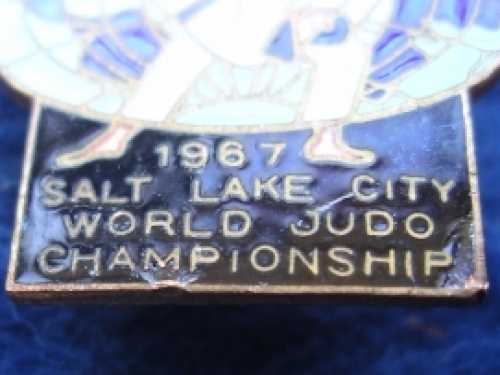 1967
SALT LAKE CITY
WORLD JUDO
CHAMPIONSHIP